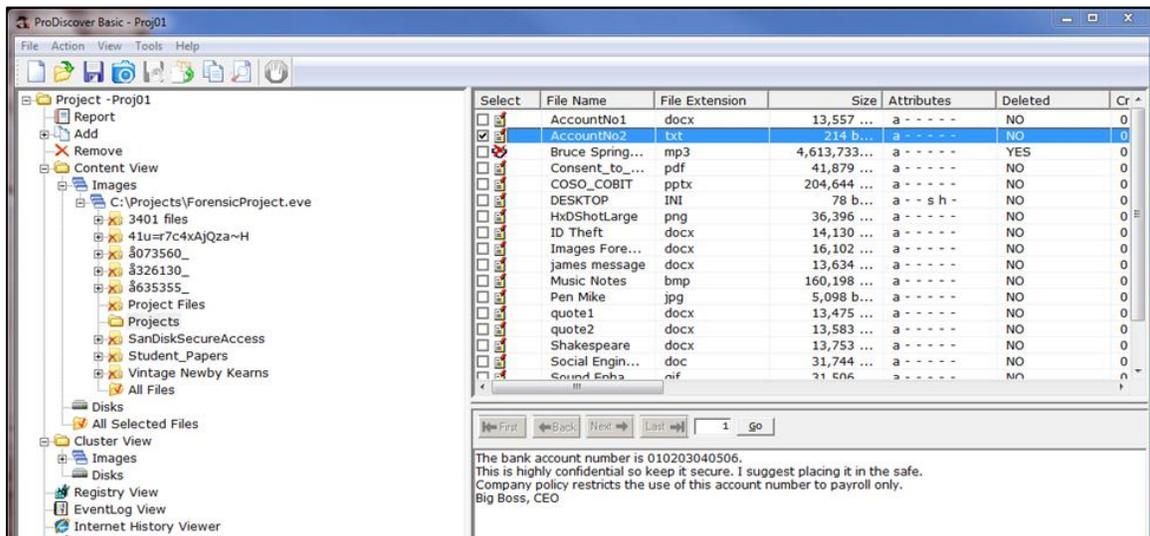 ProDiscover Basic - Proj01
File Action View Tools Help
Project -Proj01
Report
Add
Remove
Content View
Images
C:\Projects\ForensicProject.eve
3401 files
41u=r7c4xAjQza~H
å073560_
å326130_
å635355_
Project Files
Projects
SanDiskSecureAccess
Student_Papers
Vintage Newby Kearns
All Files
Disks
All Selected Files
Cluster View
Images
Disks
Registry View
EventLog View
Internet History Viewer
Select File Name File Extension Size Attributes Deleted Cr
AccountNo1 docx 13,557 ... a - - - - - NO 0
AccountNo2 txt 214 b... a - - - - - NO 0
Bruce Spring... mp3 4,613,733... a - - - - - YES 0
Consent_to_... pdf 41,879 ... a - - - - - NO 0
COSO_COBIT pptx 204,644 ... a - - - - - NO 0
DESKTOP INI 78 b... a - - s h - NO 0
HxDShotLarge png 36,396 ... a - - - - - NO 0
ID Theft docx 14,130 ... a - - - - - NO 0
Images Fore... docx 16,102 ... a - - - - - NO 0
james message docx 13,634 ... a - - - - - NO 0
Music Notes bmp 160,198 ... a - - - - - NO 0
Pen Mike jpg 5,098 b... a - - - - - NO 0
quote1 docx 13,475 ... a - - - - - NO 0
quote2 docx 13,583 ... a - - - - - NO 0
Shakespeare docx 13,753 ... a - - - - - NO 0
Social Engin... doc 31,744 ... a - - - - - NO 0
Sound Enha... gif 31,506 ... a - - - - - NO 0
First Back Next Last 1 Go
The bank account number is 010203040506.
This is highly confidential so keep it secure. I suggest placing it in the safe.
Company policy restricts the use of this account number to payroll only.
Big Boss, CEO